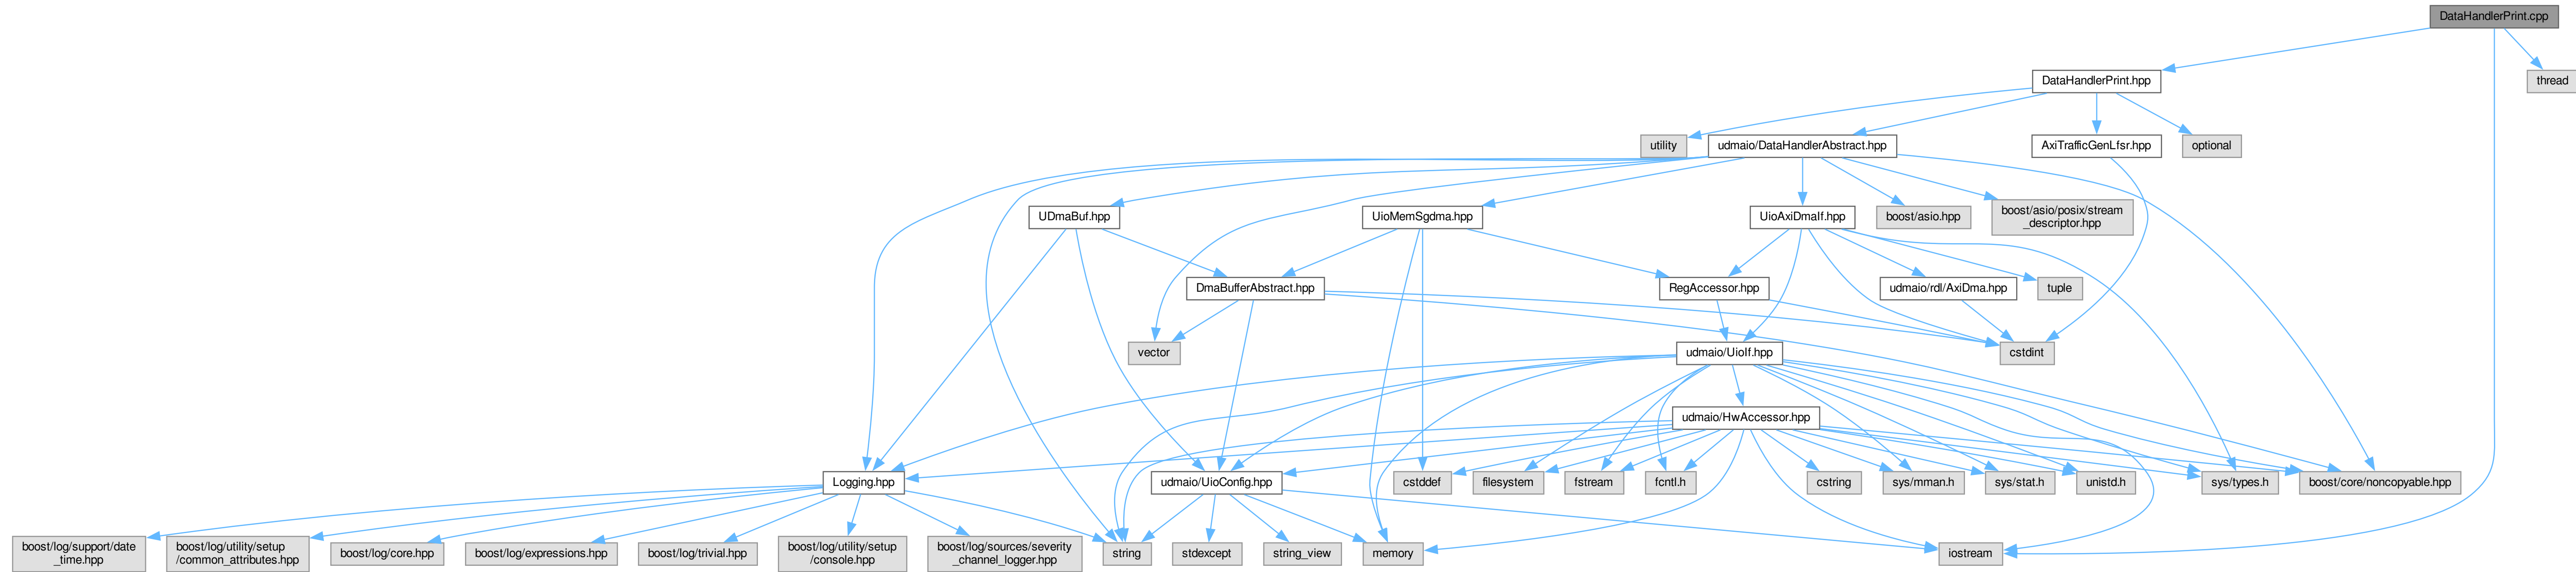 DataHandlerPrint.cpp
DataHandlerPrint.hpp
thread
utility
udmaio/DataHandlerAbstract.hpp
AxiTrafficGenLfsr.hpp
optional
UDmaBuf.hpp
UioMemSgdma.hpp
UioAxiDmaIf.hpp
boost/asio.hpp
boost/asio/posix/stream
_descriptor.hpp
DmaBufferAbstract.hpp
RegAccessor.hpp
udmaio/rdl/AxiDma.hpp
tuple
vector
udmaio/UioIf.hpp
cstdint
udmaio/HwAccessor.hpp
Logging.hpp
udmaio/UioConfig.hpp
cstddef
filesystem
fstream
fcntl.h
cstring
sys/mman.h
sys/stat.h
unistd.h
sys/types.h
boost/core/noncopyable.hpp
boost/log/support/date
_time.hpp
boost/log/utility/setup
/common_attributes.hpp
boost/log/core.hpp
boost/log/expressions.hpp
boost/log/trivial.hpp
boost/log/utility/setup
/console.hpp
boost/log/sources/severity
_channel_logger.hpp
string
stdexcept
string_view
memory
iostream